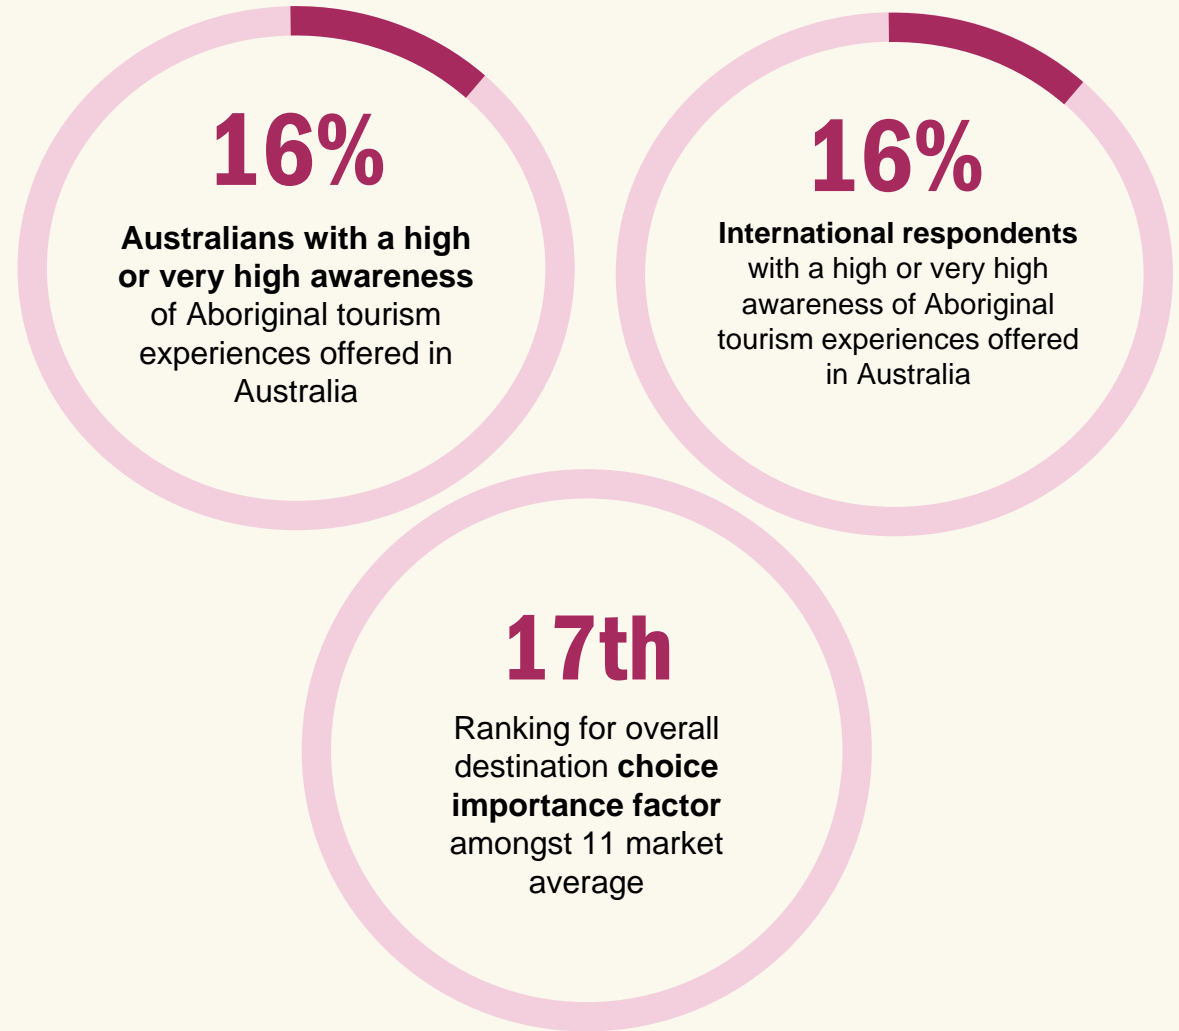 16%
Australians with a high
or very high awareness
of Aboriginal tourism
experiences offered in
Australia
16%
International respondents
with a high or very high
awareness of Aboriginal
tourism experiences offered
in Australia
17th
Ranking for overall
destination choice
importance factor
amongst 11 market
average